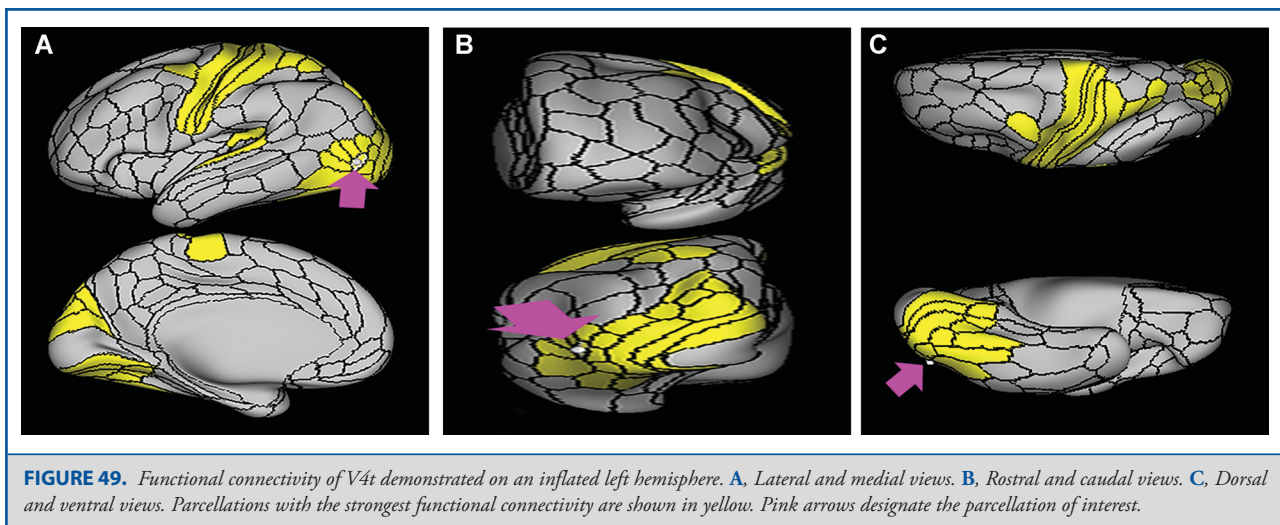 A
B
C
FIGURE 49. Functional connectivity of V4t demonstrated on an inflated left hemisphere. A, Lateral and medial views. B, Rostral and caudal views. C, Dorsal
and ventral views. Parcellations with the strongest functional connectivity are shown in yellow. Pink arrows designate the parcellation of interest.